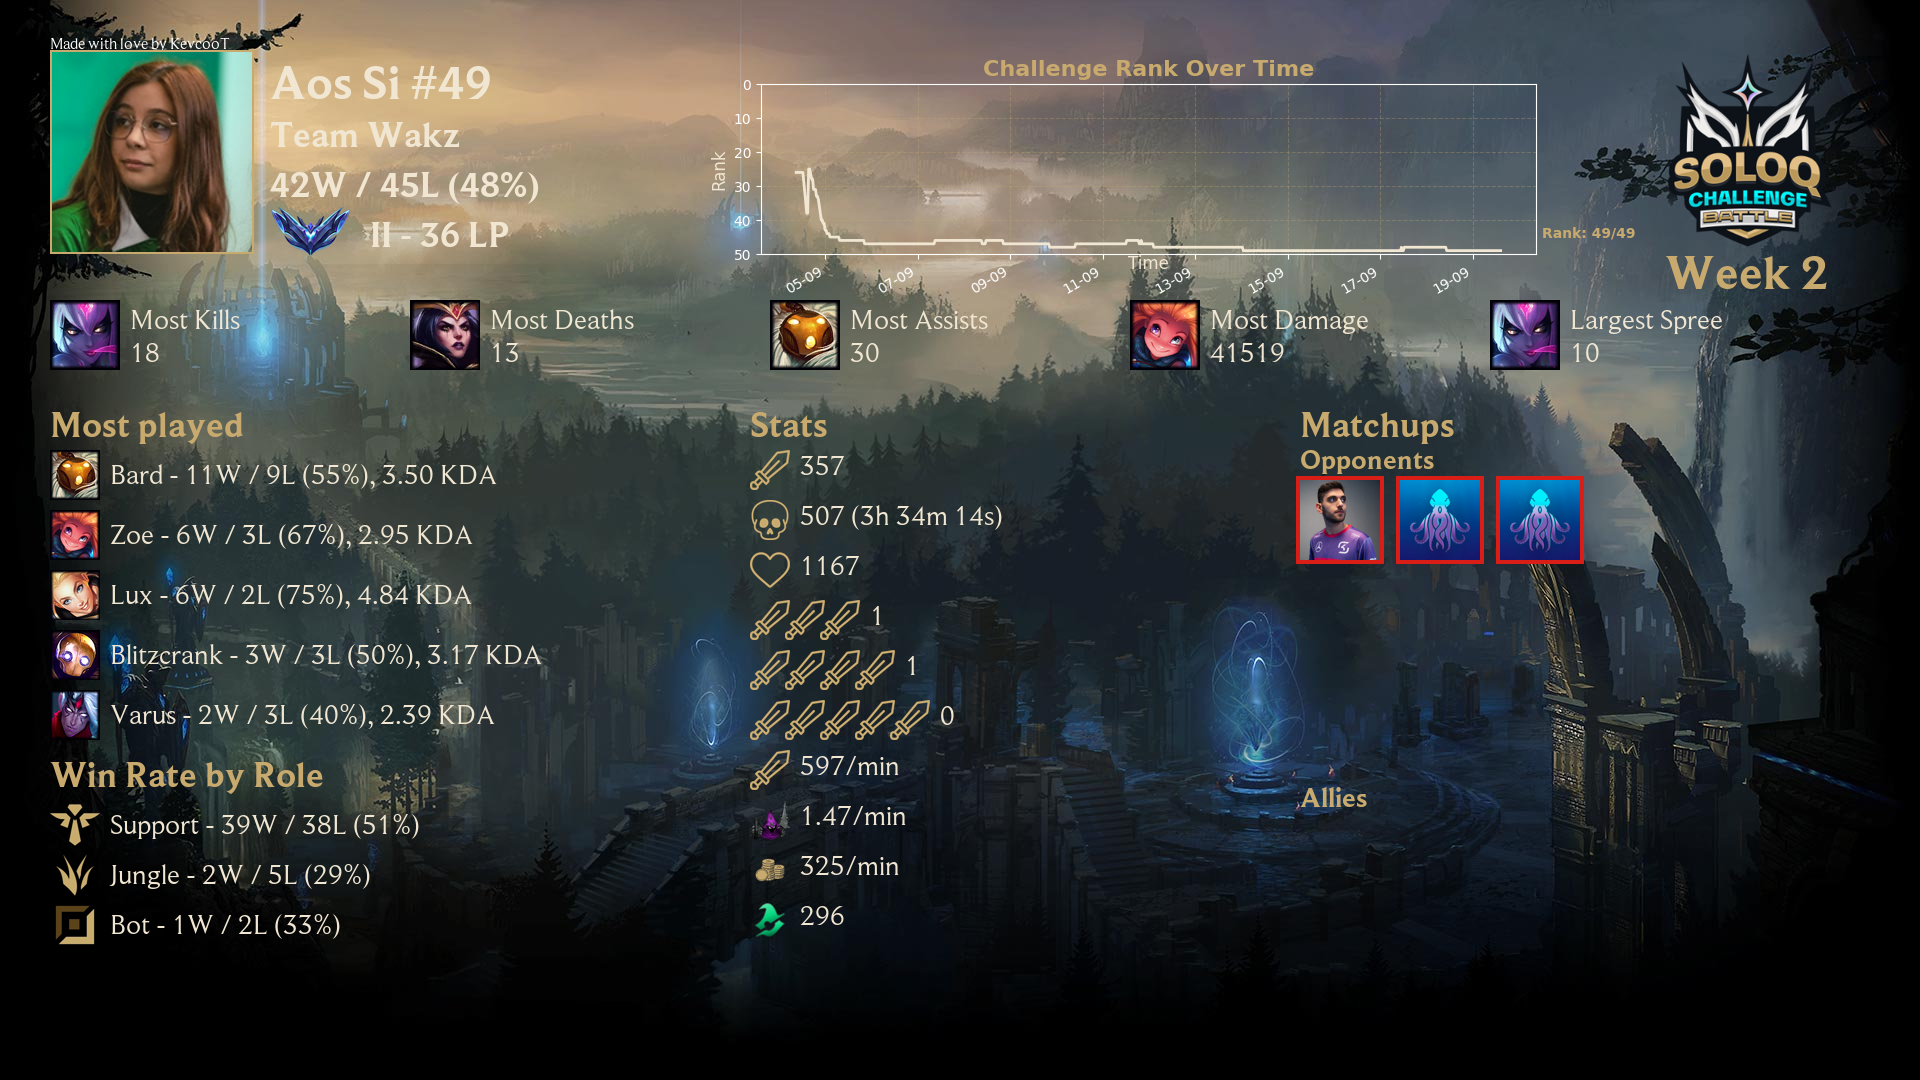 Made with love by KevcooT
Aos Si #49
Team Wakz
42W / 45L (48%)
II - 36 LP
Challenge Rank Over Time
Rank
0
10
20
30
40
50
05-09
07-09
09-09
11-09
13-09
15-09
17-09
19-09
Time
Rank: 49/49
SOLOQ
CHALLENGE
BATTLE
Week 2
Most Kills
18
Most Deaths
13
Most Assists
30
Most Damage
41519
Largest Spree
10
Most played
Bard - 11W / 9L (55%), 3.50 KDA
Zoe - 6W / 3L (67%), 2.95 KDA
Lux - 6W / 2L (75%), 4.84 KDA
Blitzcrank - 3W / 3L (50%), 3.17 KDA
Varus - 2W / 3L (40%), 2.39 KDA
Win Rate by Role
Support - 39W / 38L (51%)
Jungle - 2W / 5L (29%)
Bot - 1W / 2L (33%)
Stats
357
507 (3h 34m 14s)
1167
1
1
0
597/min
1.47/min
325/min
296
Matchups
Opponents
Allies